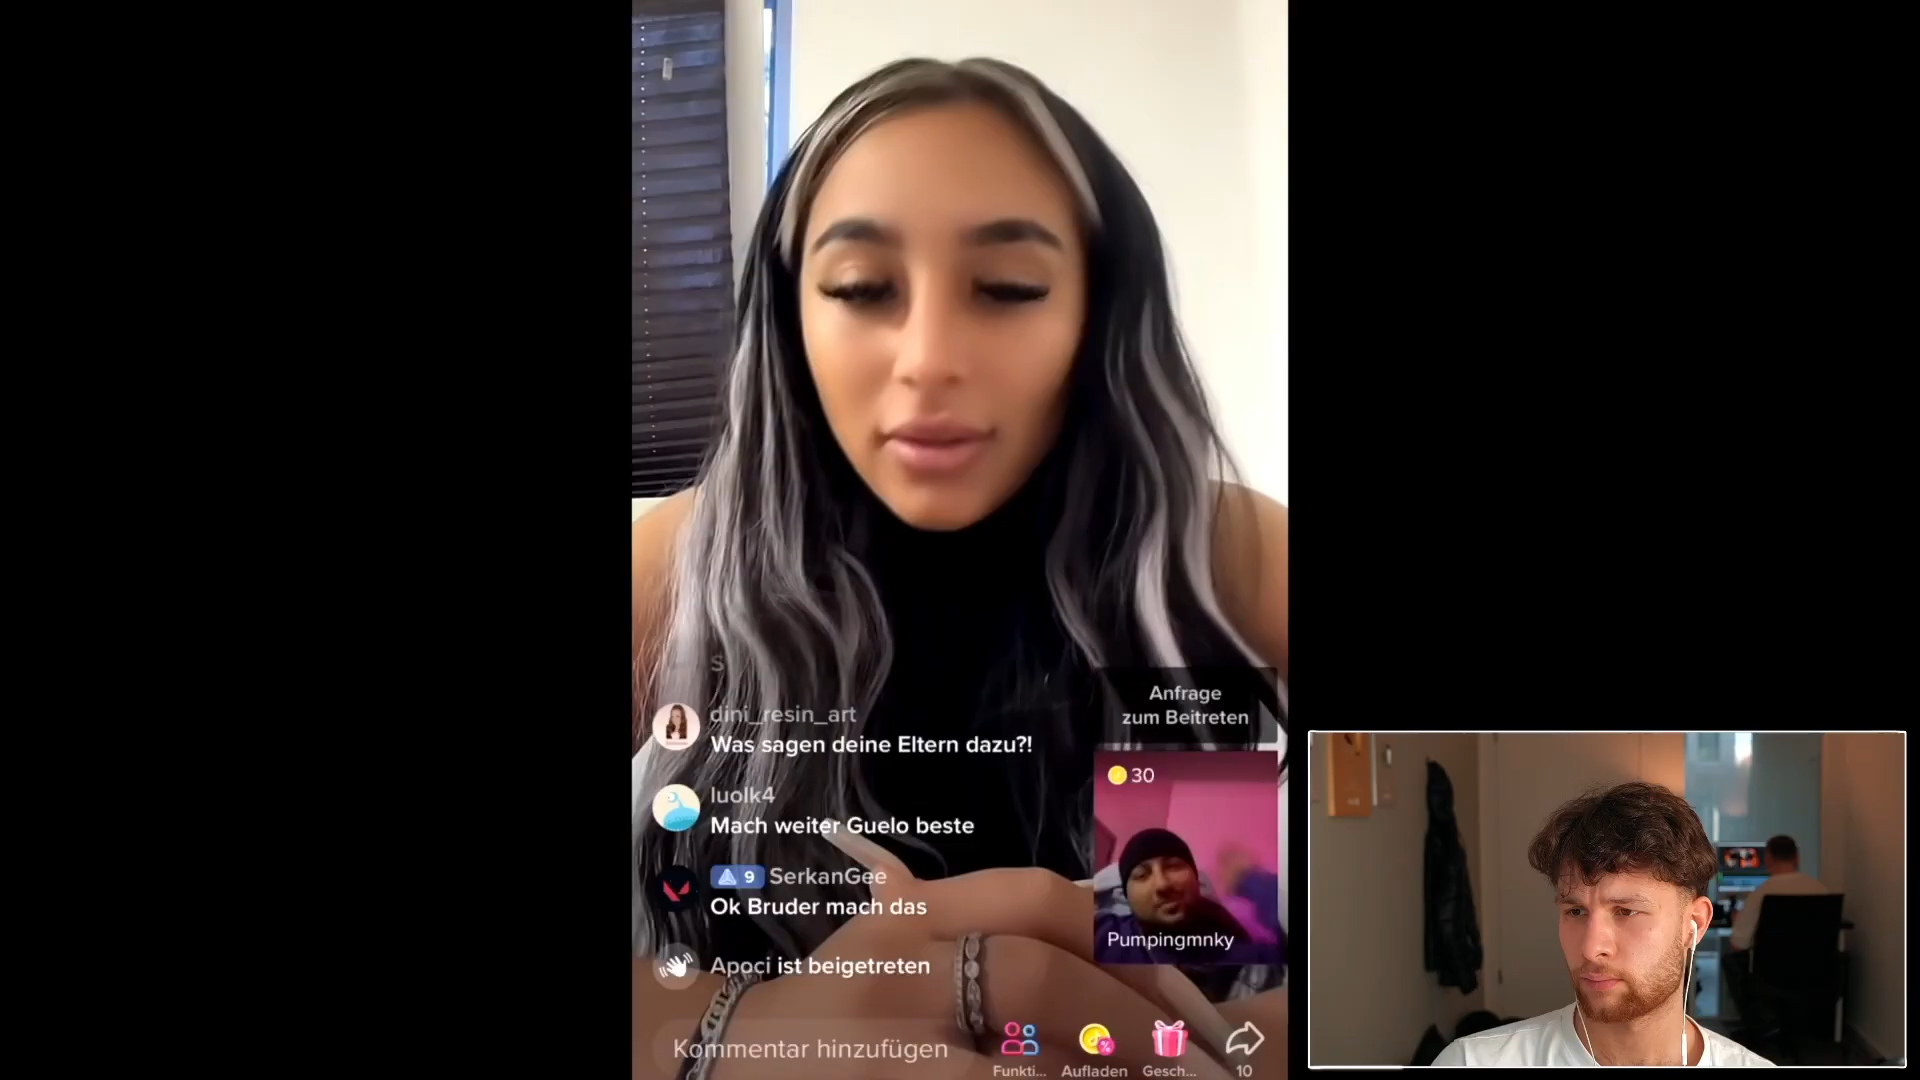 S
dini_resin_art
Was sagen deine Eltern dazu?!
luolk4
Mach weiter Guelo beste
9 SerkanGee
Ok Bruder mach das
Apoci ist beigetreten
Anfrage
zum Beitreten
30
Pumpingmnky
Kommentar hinzufügen
Funkti...
Aufladen
Gesch...
10